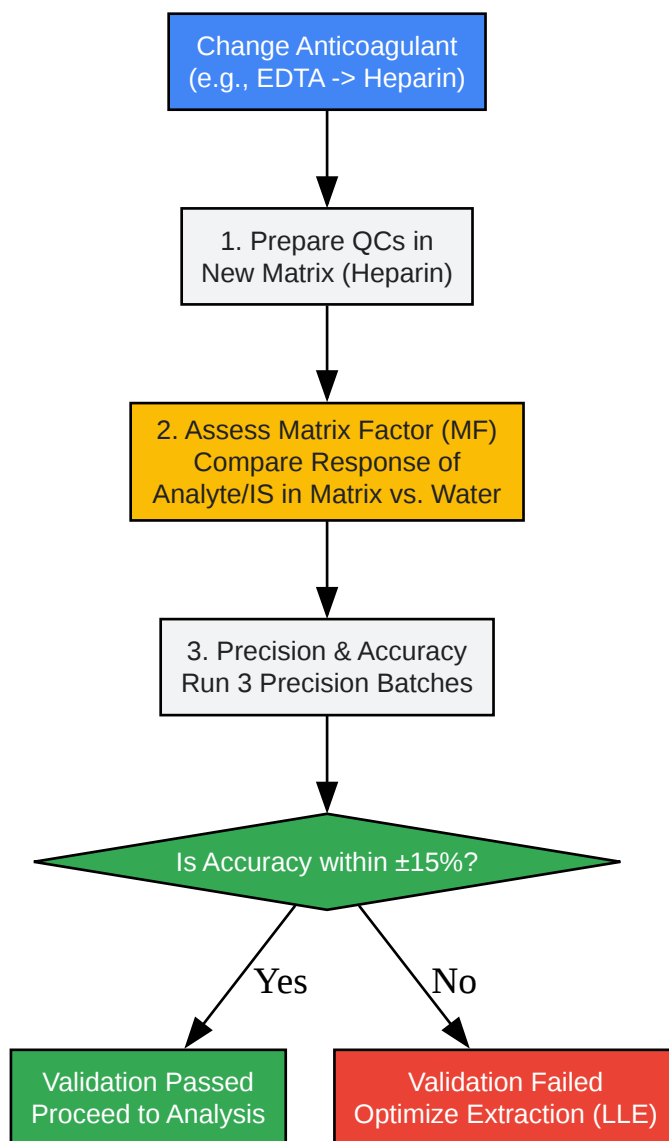 Change Anticoagulant
(e.g., EDTA -> Heparin)
1. Prepare QCs in
New Matrix (Heparin)
2. Assess Matrix Factor (MF)
Compare Response of
Analyte/IS in Matrix vs. Water
3. Precision & Accuracy
Run 3 Precision Batches
Is Accuracy within ±15%?
Yes
No
Validation Passed
Proceed to Analysis
Validation Failed
Optimize Extraction (LLE)